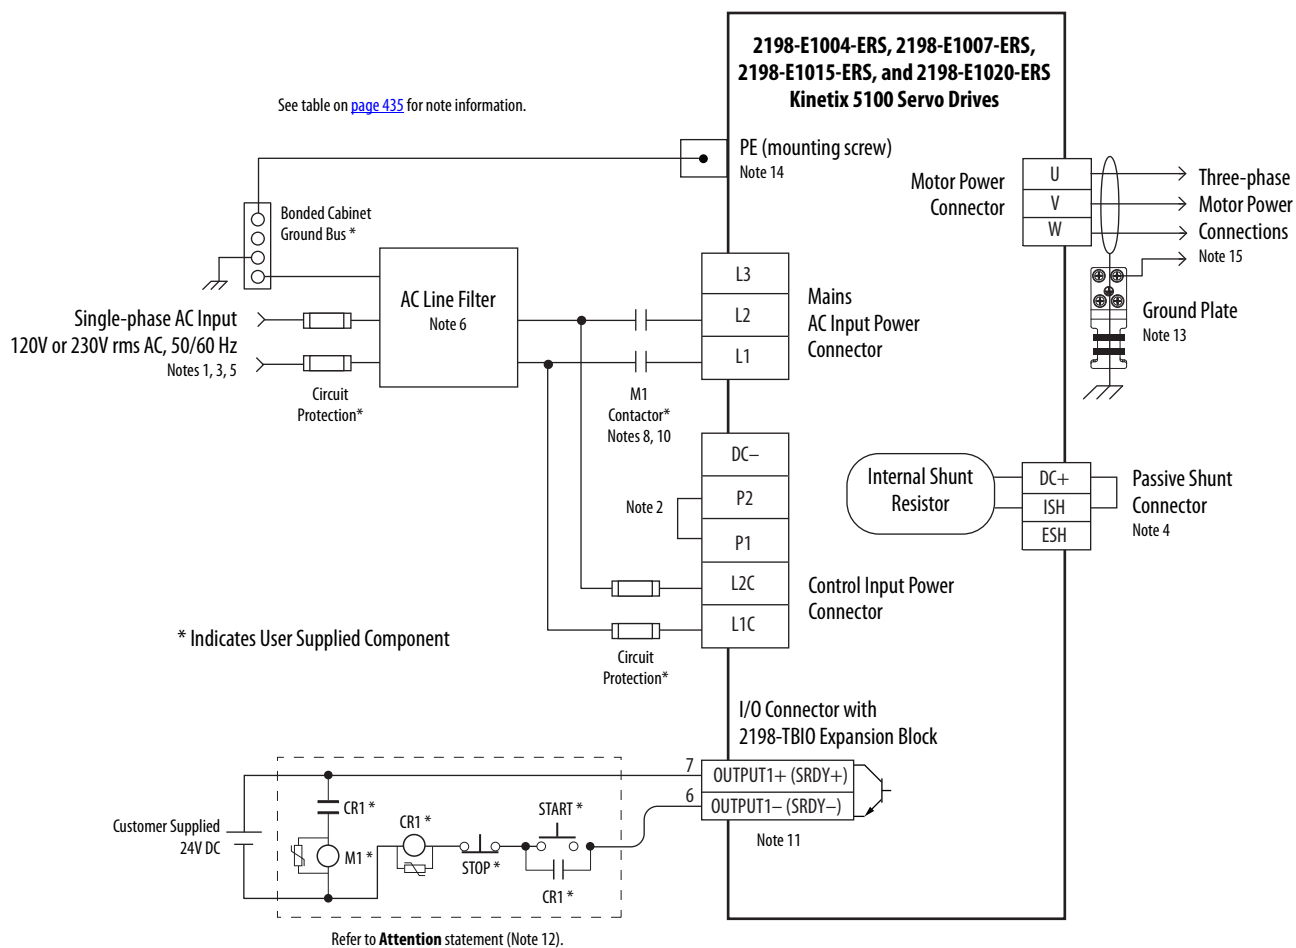 2198-E1004-ERS, 2198-E1007-ERS,
2198-E1015-ERS, and 2198-E1020-ERS
Kinetix 5100 Servo Drives
See table on page 435 for note information.
PE (mounting screw)
Note 14
Motor Power
Connector
U
V
W
Three-phase
Motor Power
Connections
Note 15
Bonded Cabinet
Ground Bus *
AC Line Filter
Note 6
Single-phase AC Input
120V or 230V rms AC, 50/60 Hz
Notes 1, 3, 5
Circuit
Protection*
M1
Contactor*
Notes 8, 10
L3
L2
L1
Mains
AC Input Power
Connector
Ground Plate
Note 13
DC–
P2
P1
L2C
L1C
Note 2
Control Input Power
Connector
Internal Shunt
Resistor
DC+
ISH
ESH
Passive Shunt
Connector
Note 4
* Indicates User Supplied Component
Circuit
Protection*
I/O Connector with
2198-TBIO Expansion Block
7
OUTPUT1+ (SRDY+)
6
OUTPUT1– (SRDY–)
Note 11
Customer Supplied
24V DC
CR1 *
M1 *
CR1 *
STOP *
START *
CR1 *
Refer to Attention statement (Note 12).